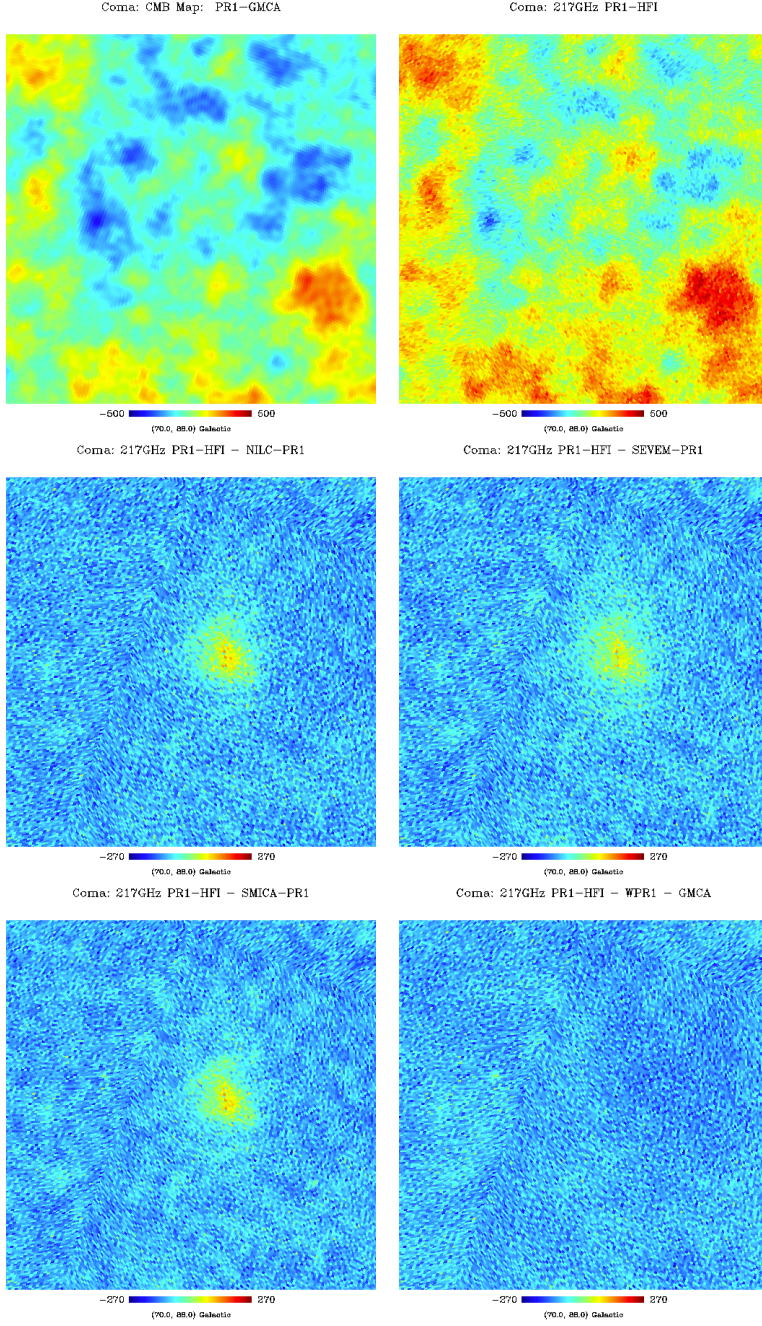 Coma: CMB Map: PR1-GMCA
Coma: 217GHz PR1-HFI
-500 600
(70.0, 88.0) Galactic
-500 600
(70.0, 88.0) Galactic
Coma: 217GHz PR1-HFI - NILC-PR1
Coma: 217GHz PR1-HFI - SEVEM-PR1
-270 270
(70.0, 88.0) Galactic
-270 270
(70.0, 88.0) Galactic
Coma: 217GHz PR1-HFI - SMICA-PR1
Coma: 217GHz PR1-HFI - WPR1 - GMCA
-270 270
(70.0, 88.0) Galactic
-270 270
(70.0, 88.0) Galactic